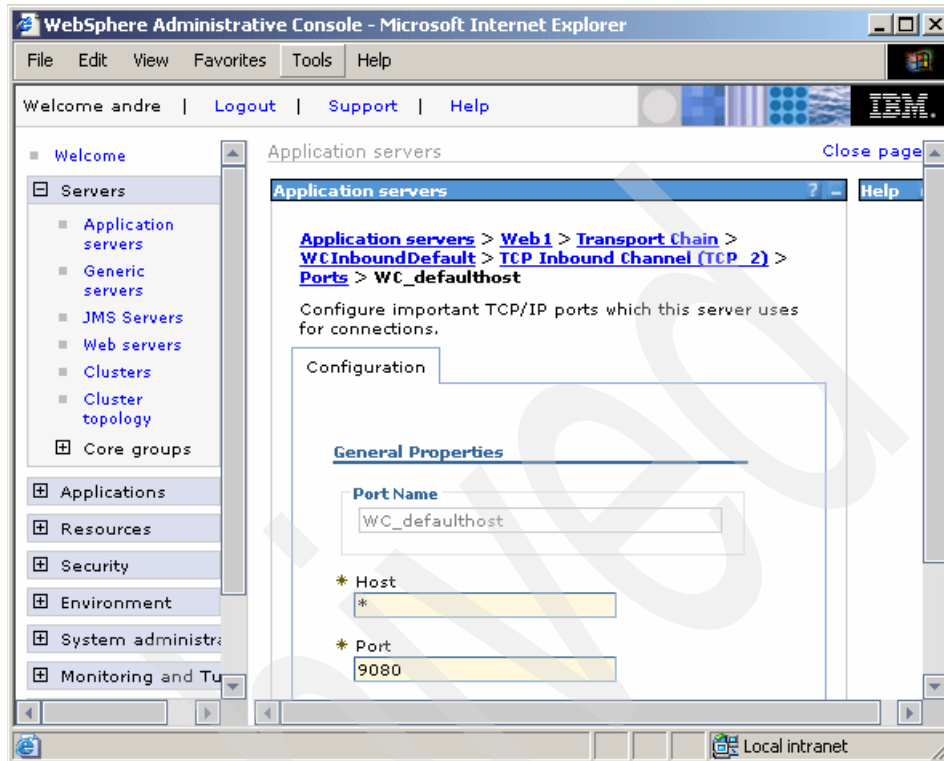 WebSphere Administrative Console - Microsoft Internet Explorer
File Edit View Favorites Tools Help
Welcome andre | Logout | Support | Help
IBM.
Welcome
Servers
Application
servers
Generic
servers
JMS Servers
Web servers
Clusters
Cluster
topology
Core groups
Applications
Resources
Security
Environment
System administra
Monitoring and Tu
Application servers
Close page
Application servers
? -
Help
Application servers > Web1 > Transport Chain >
WCInboundDefault > TCP Inbound Channel (TCP_2) >
Ports > WC_defaulthost
Configure important TCP/IP ports which this server uses
for connections.
Configuration
General Properties
Port Name
WC_defaulthost
* Host
*
* Port
9080
Local intranet
hived